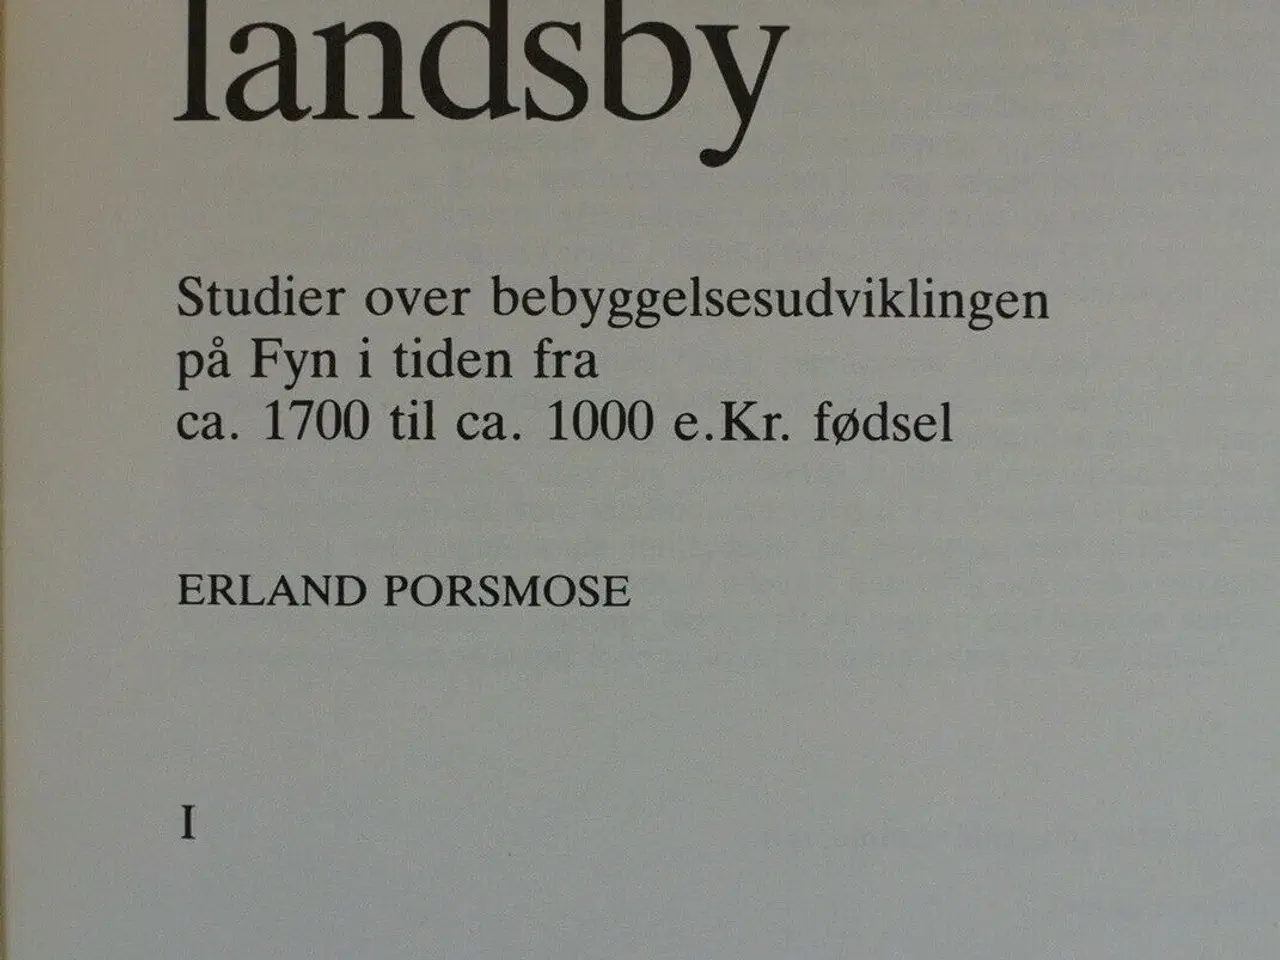 landsby
Studier over bebyggelsesudviklingen
på Fyn i tiden fra
ca. 1700 til ca. 1000 e.Kr. fødsel
ERLAND PORSMOSE
I